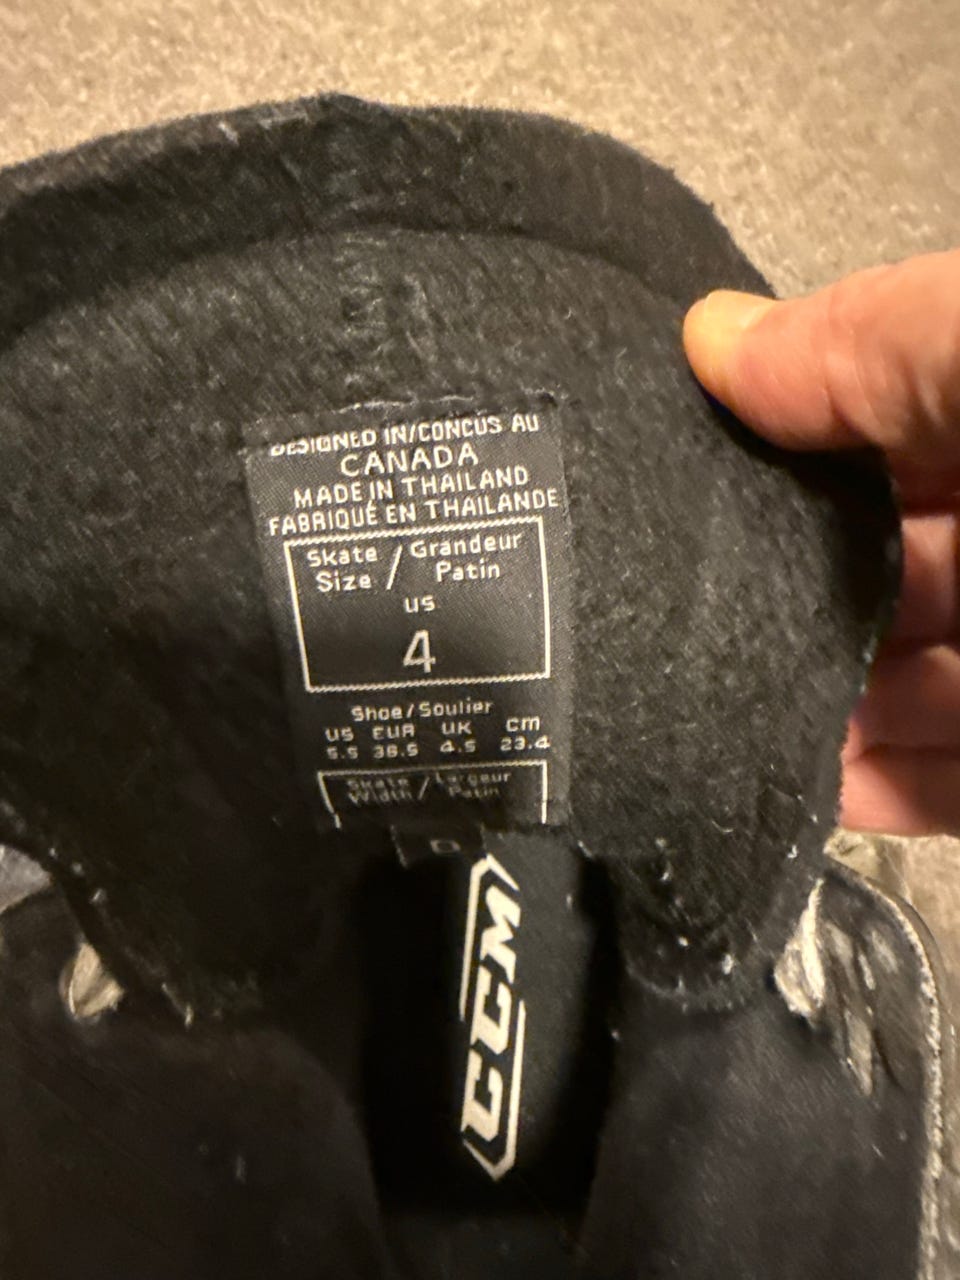 DESIGNED IN/CONCUS AU
CANADA
MADE IN THAILAND
FABRIQUÉ EN THAILANDE
Skate / Grandeur
Size / Patin
US
4
Shoe/Soulier
US EUR UK cm
5.5 38.5 4.5 23.4
Skate / Largeur
Width / Patin
D
CCM